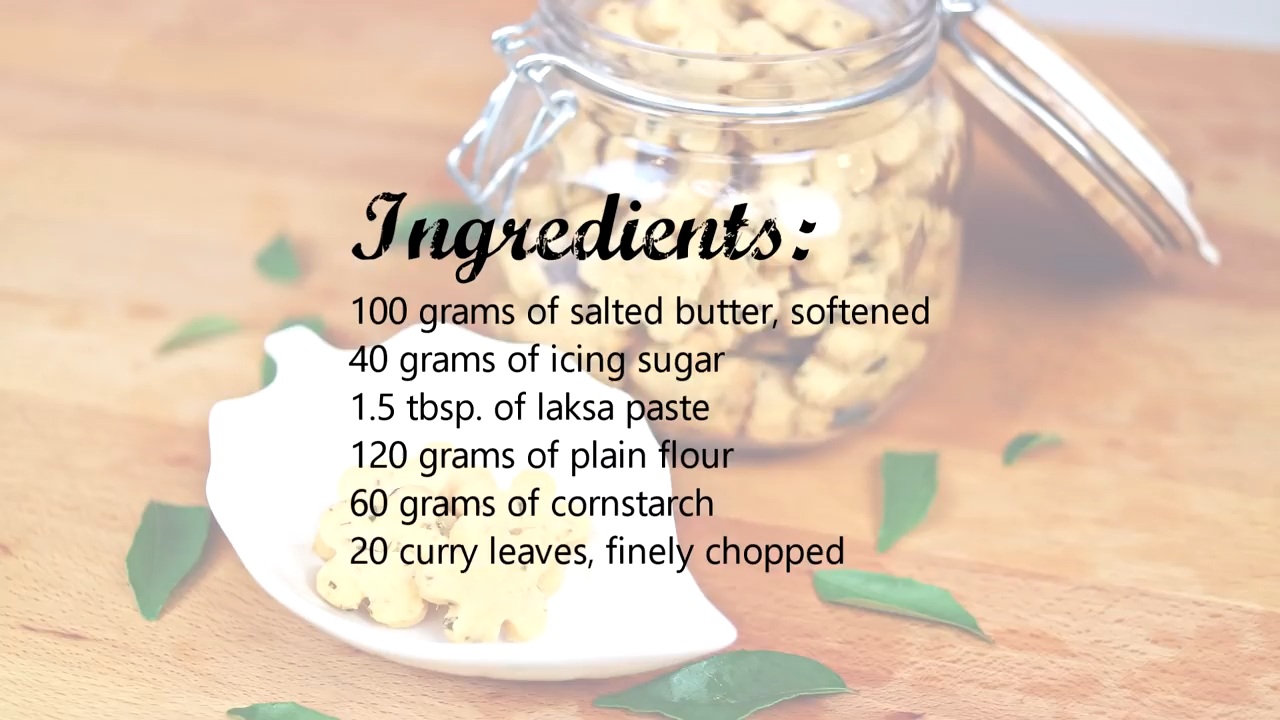 Ingredients:
100 grams of salted butter, softened
40 grams of icing sugar
1.5 tbsp. of laksa paste
120 grams of plain flour
60 grams of cornstarch
20 curry leaves, finely chopped